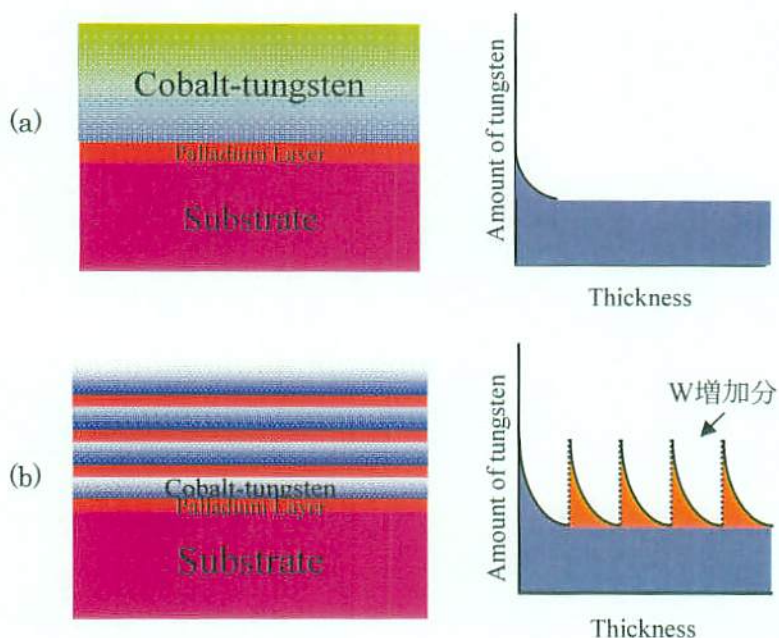 (a)
Cobalt-tungsten
Palladium Layer
Substrate
Amount of tungsten
Thickness
(b)
Cobalt-tungsten
Palladium Layer
Substrate
Amount of tungsten
W増加分
Thickness